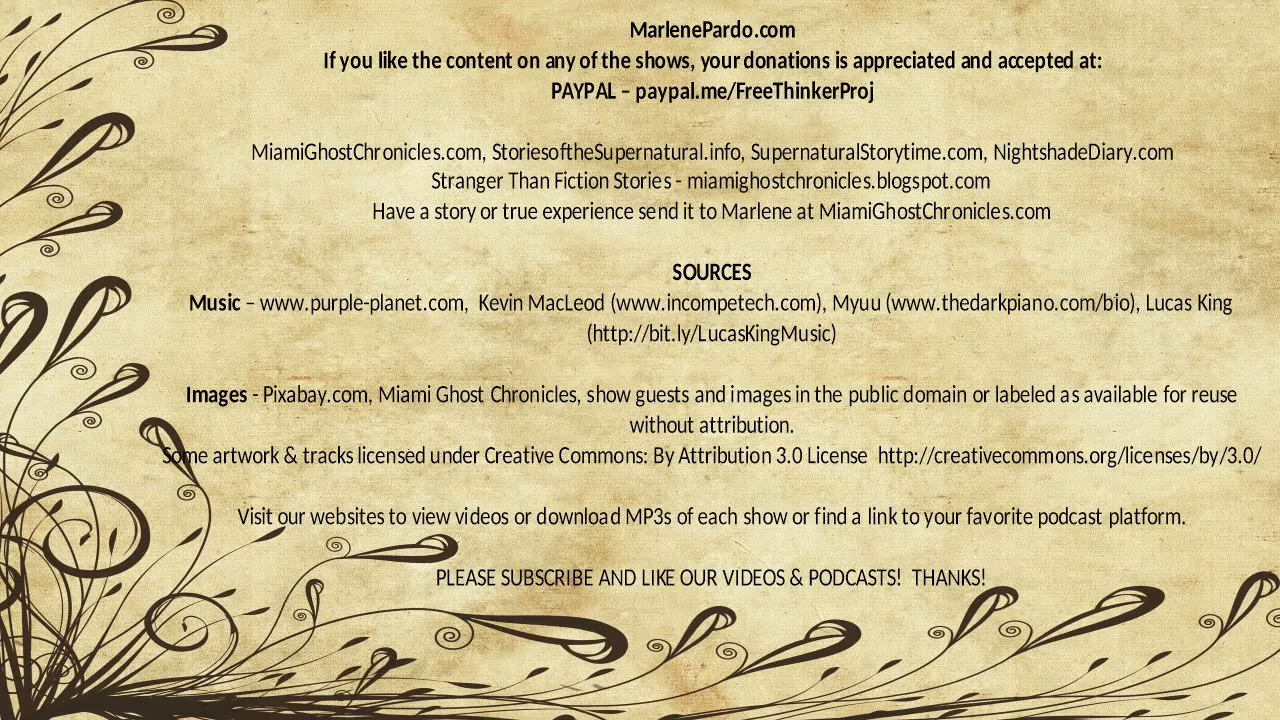 MarlenePardo.com
If you like the content on any of the shows, your donations is appreciated and accepted at:
PAYPAL – paypal.me/FreeThinkerProj
MiamiGhostChronicles.com, StoriesoftheSupernatural.info, SupernaturalStorytime.com, NightshadeDiary.com
Stranger Than Fiction Stories - miamighostchronicles.blogspot.com
Have a story or true experience send it to Marlene at MiamiGhostChronicles.com
SOURCES
Music – www.purple-planet.com,  Kevin MacLeod (www.incompetech.com), Myuu (www.thedarkpiano.com/bio), Lucas King
(http://bit.ly/LucasKingMusic)
Images - Pixabay.com, Miami Ghost Chronicles, show guests and images in the public domain or labeled as available for reuse
without attribution.
Some artwork & tracks licensed under Creative Commons: By Attribution 3.0 License  http://creativecommons.org/licenses/by/3.0/
Visit our websites to view videos or download MP3s of each show or find a link to your favorite podcast platform.
PLEASE SUBSCRIBE AND LIKE OUR VIDEOS & PODCASTS!  THANKS!